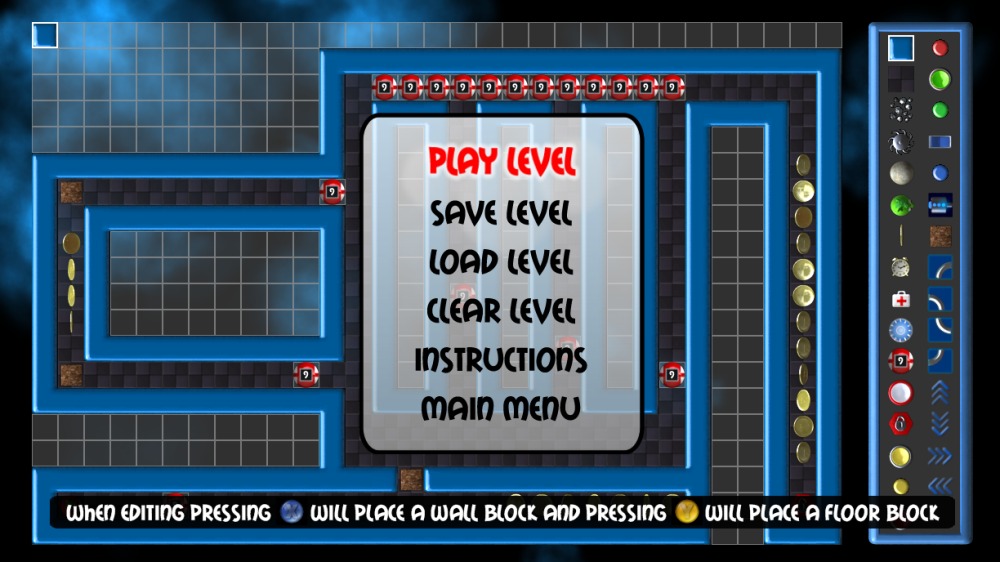 PLAY LEVEL
SAVE LEVEL
LOAD LEVEL
CLEAR LEVEL
INSTRUCTIONS
MAIN MENU
WHEN EDITING PRESSING X WILL PLACE A WALL BLOCK AND PRESSING Y WILL PLACE A FLOOR BLOCK